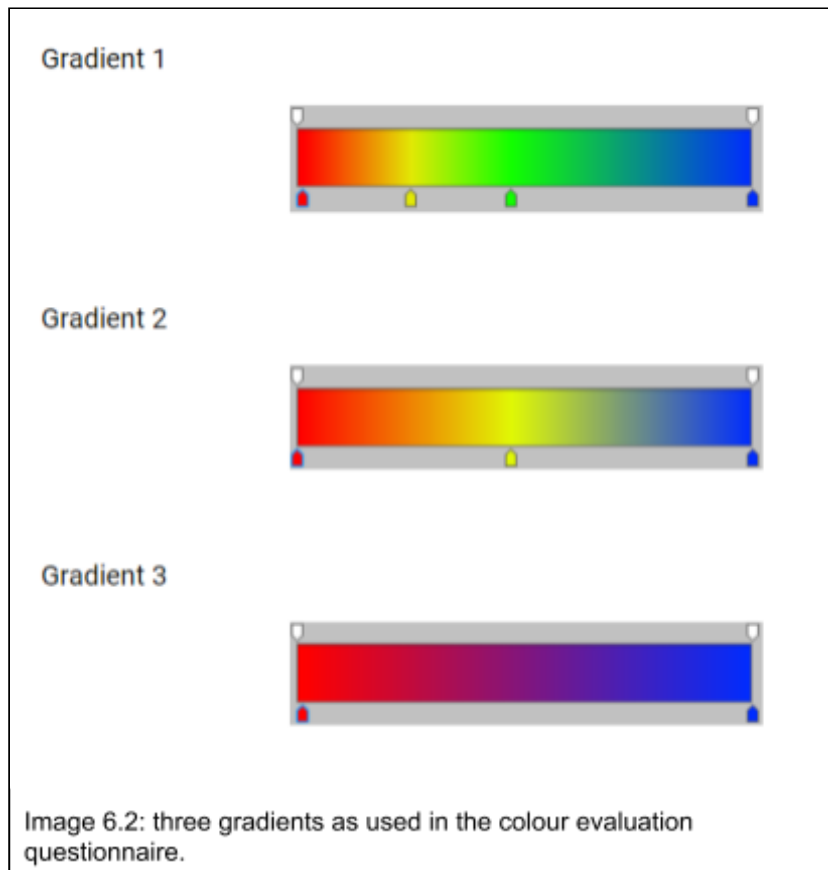 Gradient 1
Gradient 2
Gradient 3
Image 6.2: three gradients as used in the colour evaluation
questionnaire.